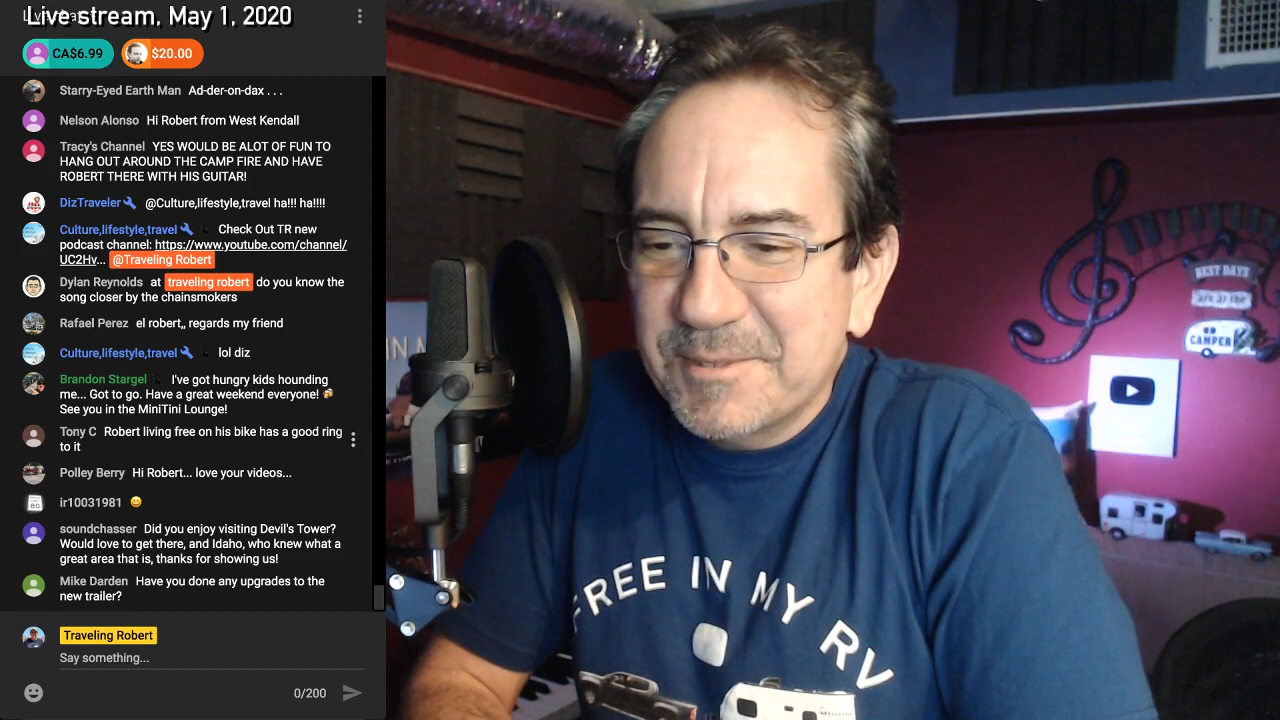 Live stream, May 1, 2020
CA$6.99 $20.00
Starry-Eyed Earth Man Ad-der-on-dax . . .
Nelson Alonso Hi Robert from West Kendall
Tracy's Channel YES WOULD BE ALOT OF FUN TO
HANG OUT AROUND THE CAMP FIRE AND HAVE
ROBERT THERE WITH HIS GUITAR!
DizTraveler @Culture,lifestyle,travel ha!!! ha!!!!
Culture,lifestyle,travel Check Out TR new
podcast channel: https://www.youtube.com/channel/
UC2Hv... @Traveling Robert
Dylan Reynolds at traveling robert do you know the
song closer by the chainsmokers
Rafael Perez el robert,, regards my friend
Culture,lifestyle,travel lol diz
Brandon Stargel I've got hungry kids hounding
me... Got to go. Have a great weekend everyone! 🍻
See you in the MiniTini Lounge!
Tony C Robert living free on his bike has a good ring
to it
Polley Berry Hi Robert... love your videos...
ir10031981 😀
soundchasser Did you enjoy visiting Devil's Tower?
Would love to get there, and Idaho, who knew what a
great area that is, thanks for showing us!
Mike Darden Have you done any upgrades to the
new trailer?
Traveling Robert
Say something...
0/200
IN M
FREE IN MY RV
BEST DAYS
are at the
CAMPER
80